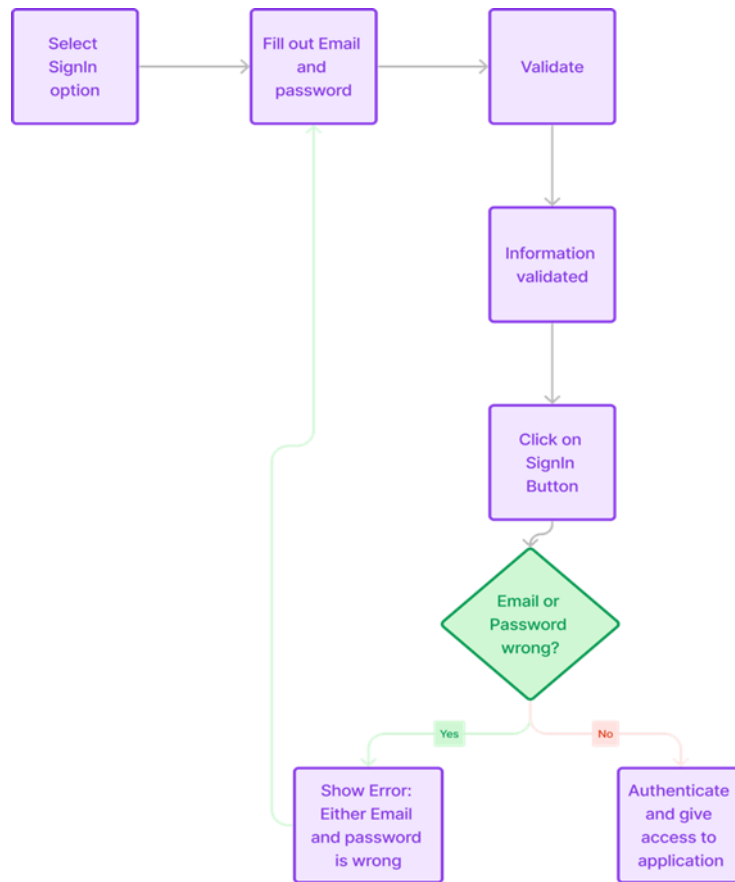 Select
SignIn
option
Fill out Email
and
password
Validate
Information
validated
Click on
SignIn
Button
Email or
Password
wrong?
Yes
No
Show Error:
Either Email
and password
is wrong
Authenticate
and give
access to
application